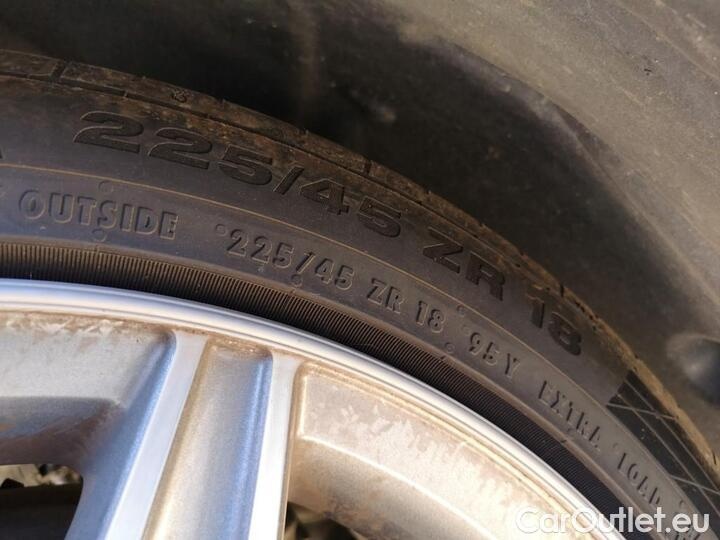 225/45 ZR 18
OUTSIDE 225/45 ZR 18 95Y EXTRA LOAD
CarOutlet.eu